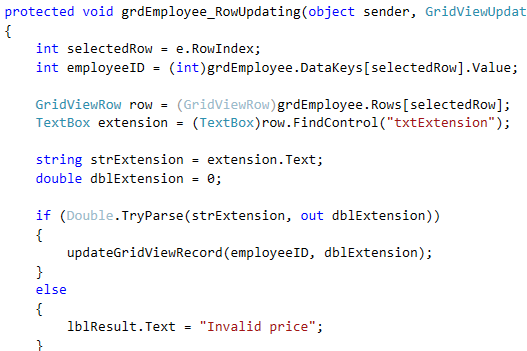 protected void grdEmployee_RowUpdating(object sender, GridViewUpdat
{
int selectedRow = e.RowIndex;
int employeeID = (int)grdEmployee.DataKeys[selectedRow].Value;
GridViewRow row = (GridViewRow)grdEmployee.Rows[selectedRow];
TextBox extension = (TextBox)row.FindControl("txtExtension");
string strExtension = extension.Text;
double dblExtension = 0;
if (Double.TryParse(strExtension, out dblExtension))
{
updateGridViewRecord(employeeID, dblExtension);
}
else
{
lblResult.Text = "Invalid price";
}